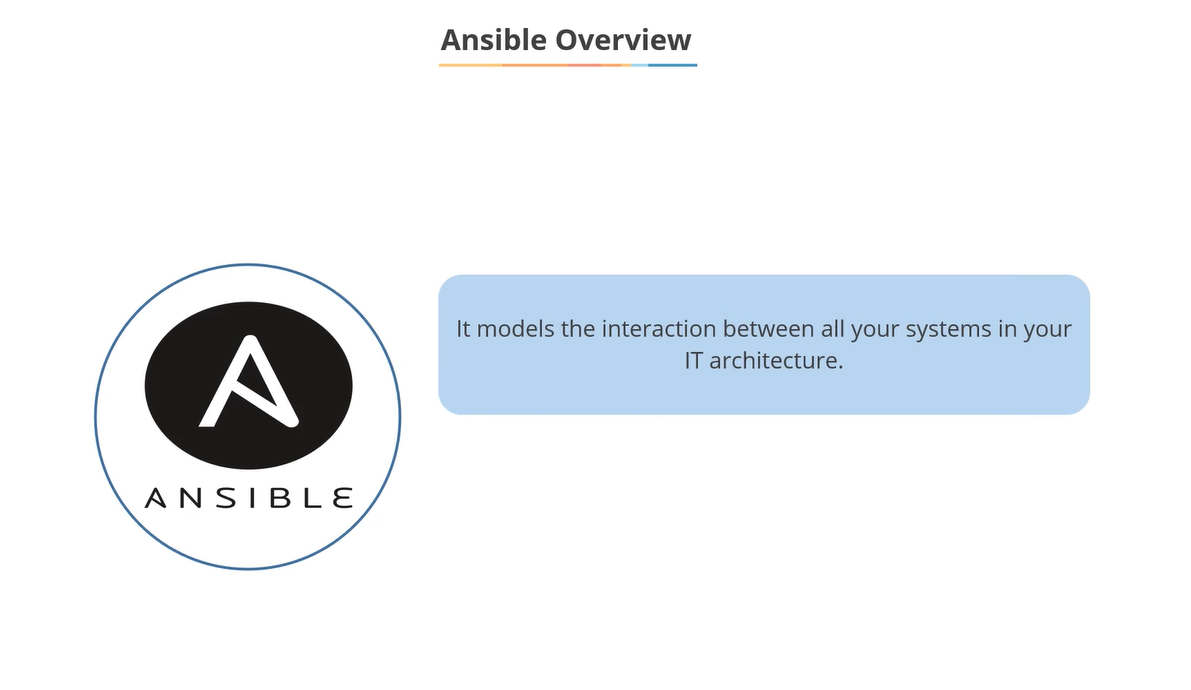 Ansible Overview
It models the interaction between all your systems in your
IT architecture.
ANSIBLE